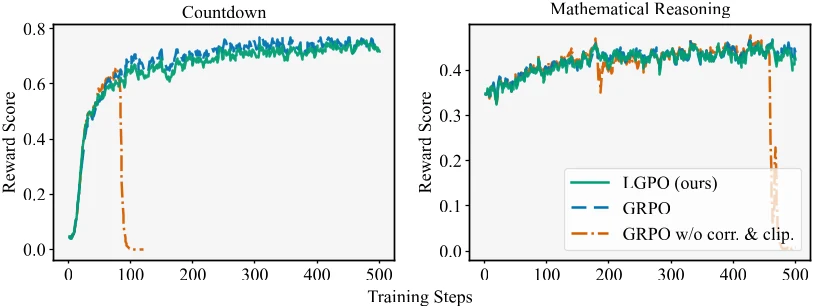 Countdown
Reward Score
0.8
0.6
0.4
0.2
0.0
0 100 200 300 400 500
Mathematical Reasoning
Reward Score
0.4
0.3
0.2
0.1
0.0
0 100 200 300 400 500
LGPO (ours)
GRPO
GRPO w/o corr. & clip.
Training Steps